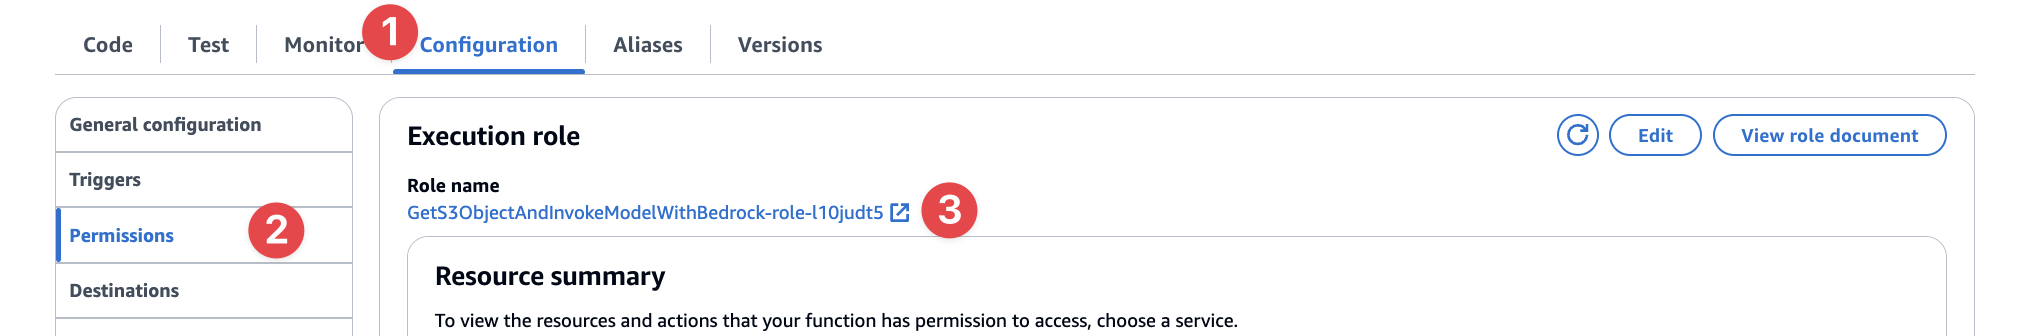 Code Test Monitor 1 Configuration Aliases Versions
General configuration
Triggers
Permissions 2
Destinations
Execution role
Edit View role document
Role name
GetS3ObjectAndInvokeModelWithBedrock-role-l10judt5 3
Resource summary
To view the resources and actions that your function has permission to access, choose a service.